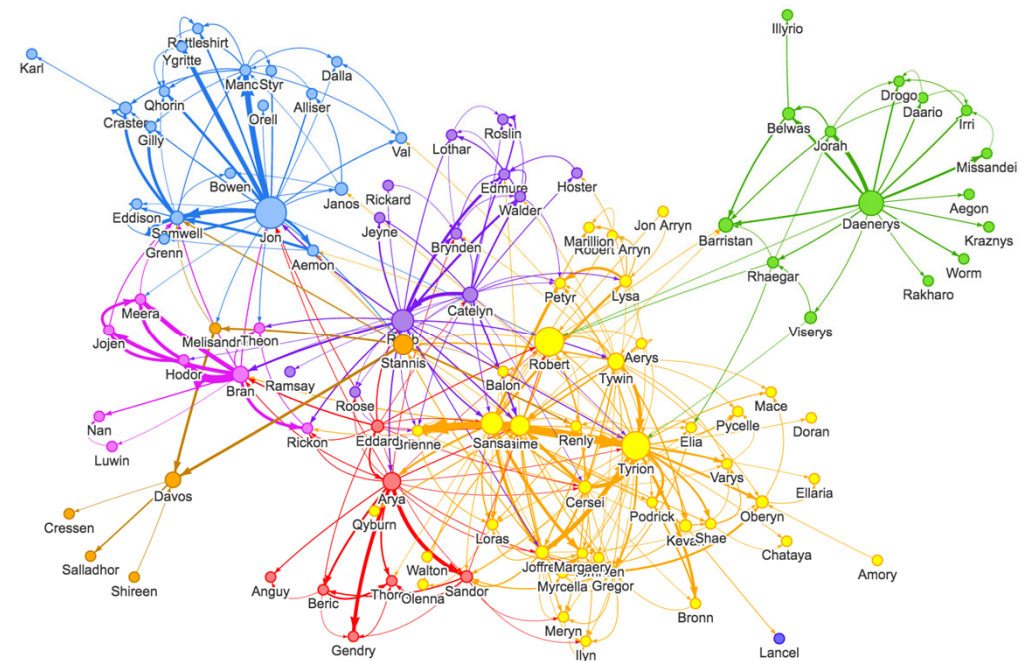 Illyrio
Rattleshirt
Ygritte
Karl
Dalla
Styr
Drogo
Qhorin
Alliser
Daario
Craster
Orell
Roslin
Belwas
Irri
Gilly
Lothar
Jorah
Val
Missandei
Bowen
Edmure
Hoster
Rickard
Janos
Aegon
Walder
Eddison
Jon Arryn
Daenerys
Samwell
Jeyne
Jon
Marillion
Barristan
Kraznys
Grenn
Brynden
Robert Arryn
Aemon
Rhaegar
Worm
Petyr
Lysa
Rakharo
Meera
Catelyn
Viserys
Melisandre
Theon
Jojen
Stannis
Robert
Aerys
Hodor
Balon
Tywin
Bran
Ramsay
Roose
Mace
Nan
Pycelle
Rickon
Eddard
Brienne
Sansa
Renly
Elia
Doran
Luwin
Tyrion
Varys
Davos
Arya
Cersei
Ellaria
Podrick
Oberyn
Cressen
Qyburn
Loras
Shae
Chataya
Joffrey
Margaery
Salladhor
Walton
Amory
Shireen
Anguy
Sandor
Myrcella
Gregor
Beric
Olenna
Bronn
Meryn
Gendry
Lancel
Ilyn